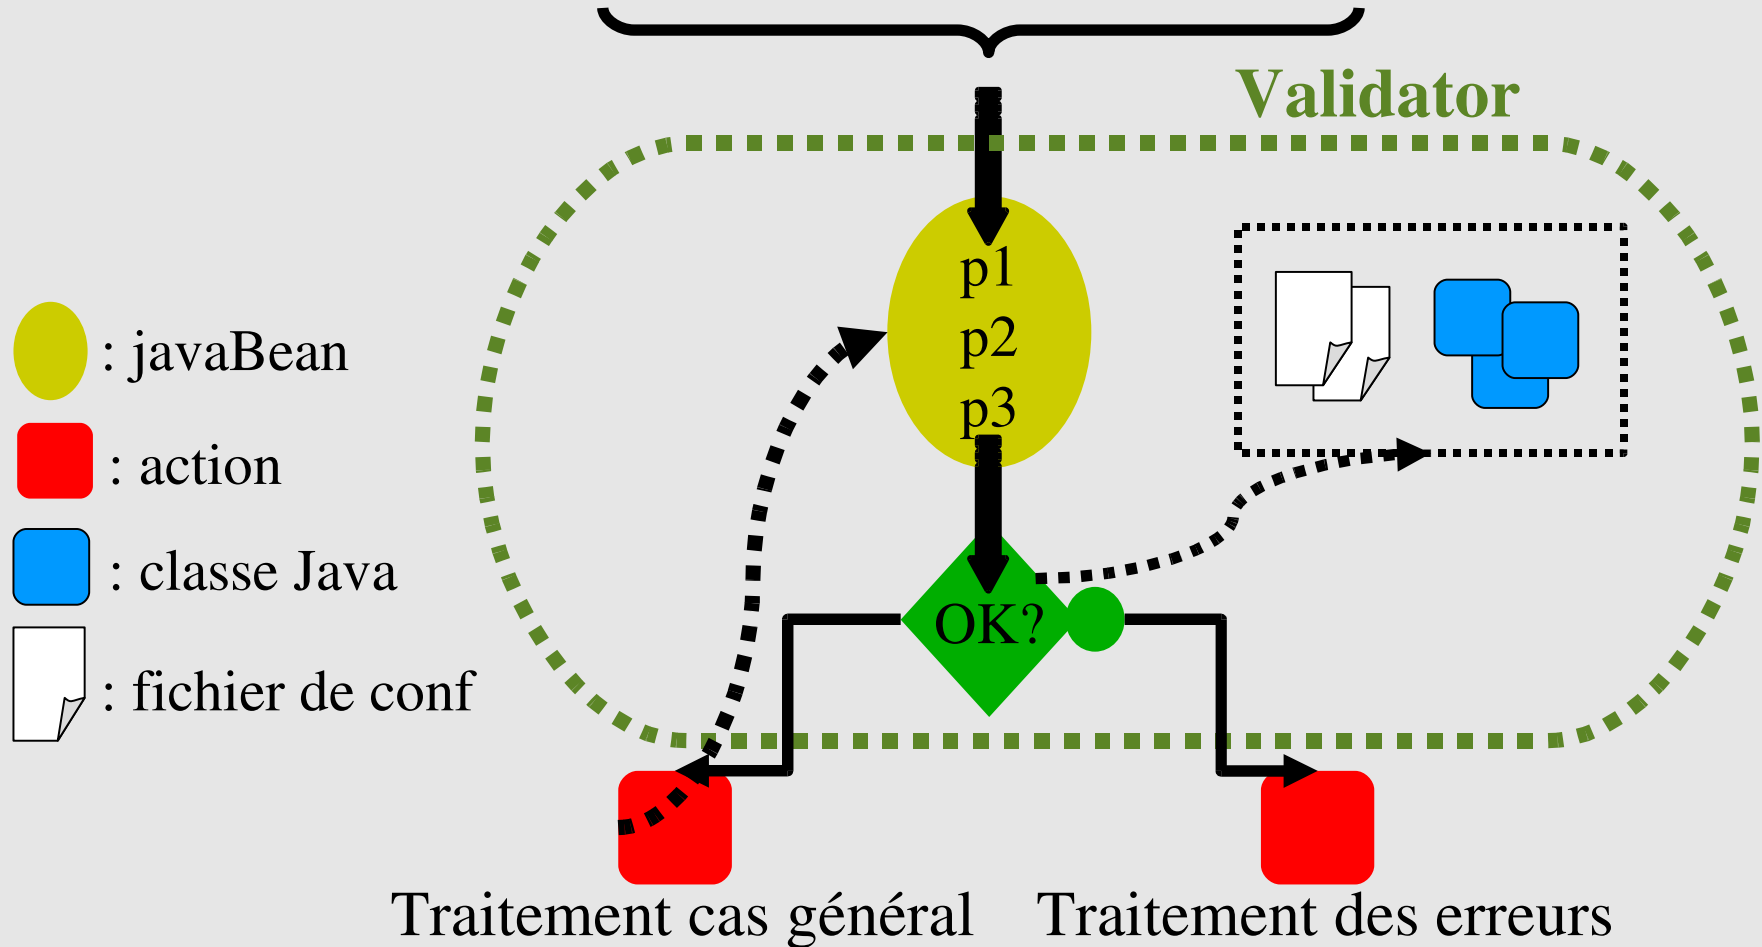 Validator
p1
p2
p3
: javaBean
: action
: classe Java
: fichier de conf
OK?
Traitement cas général
Traitement des erreurs